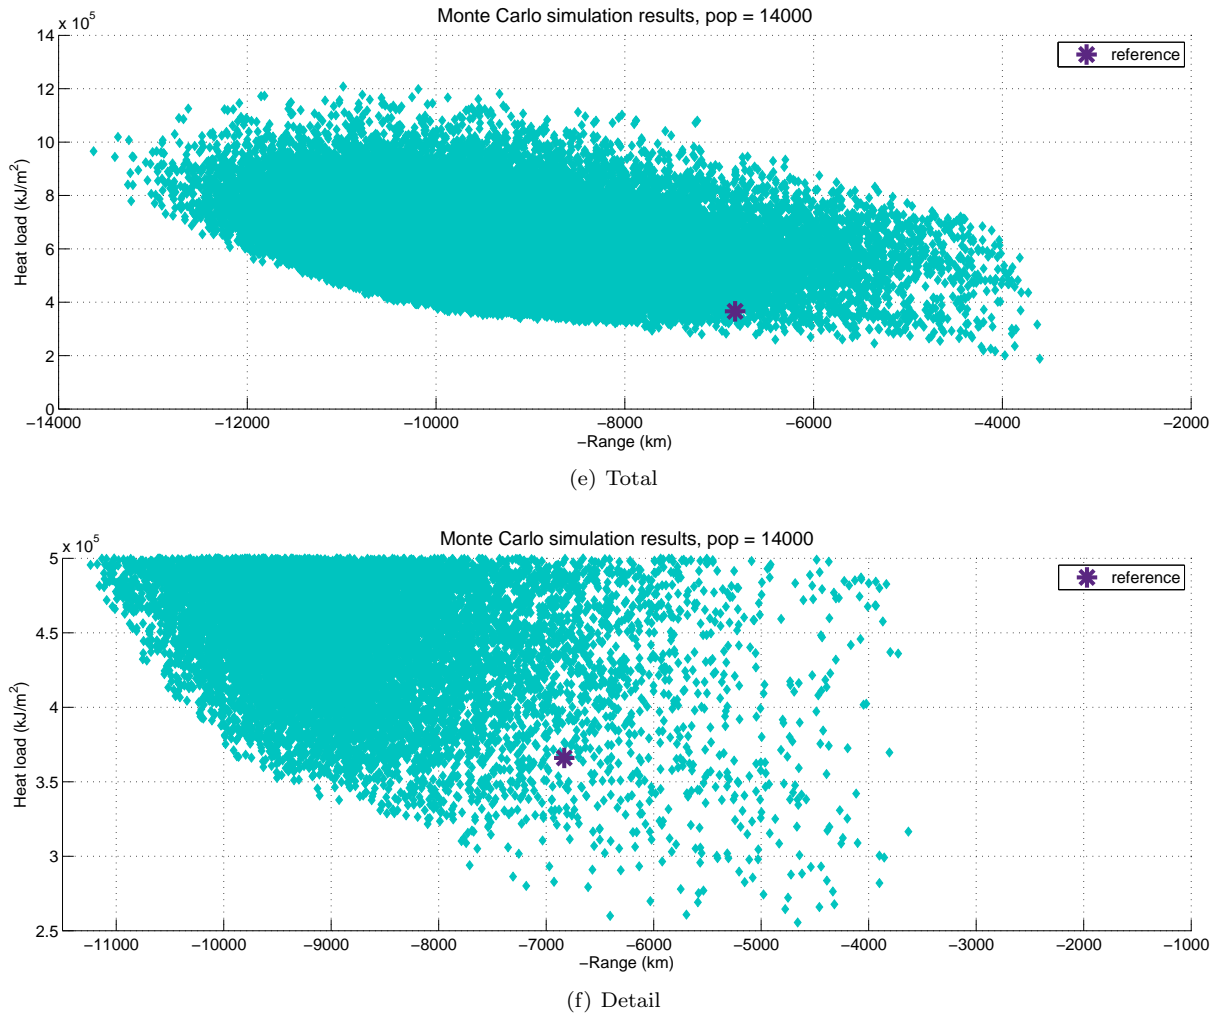 Monte Carlo simulation results, pop = 14000
x 10^5
14
12
10
8
6
4
2
0
Heat load (kJ/m^2)
reference
−14000 −12000 −10000 −8000 −6000 −4000 −2000
−Range (km)
(e) Total
Monte Carlo simulation results, pop = 14000
x 10^5
5
4.5
4
3.5
3
2.5
Heat load (kJ/m^2)
reference
−11000 −10000 −9000 −8000 −7000 −6000 −5000 −4000 −3000 −2000 −1000
−Range (km)
(f) Detail